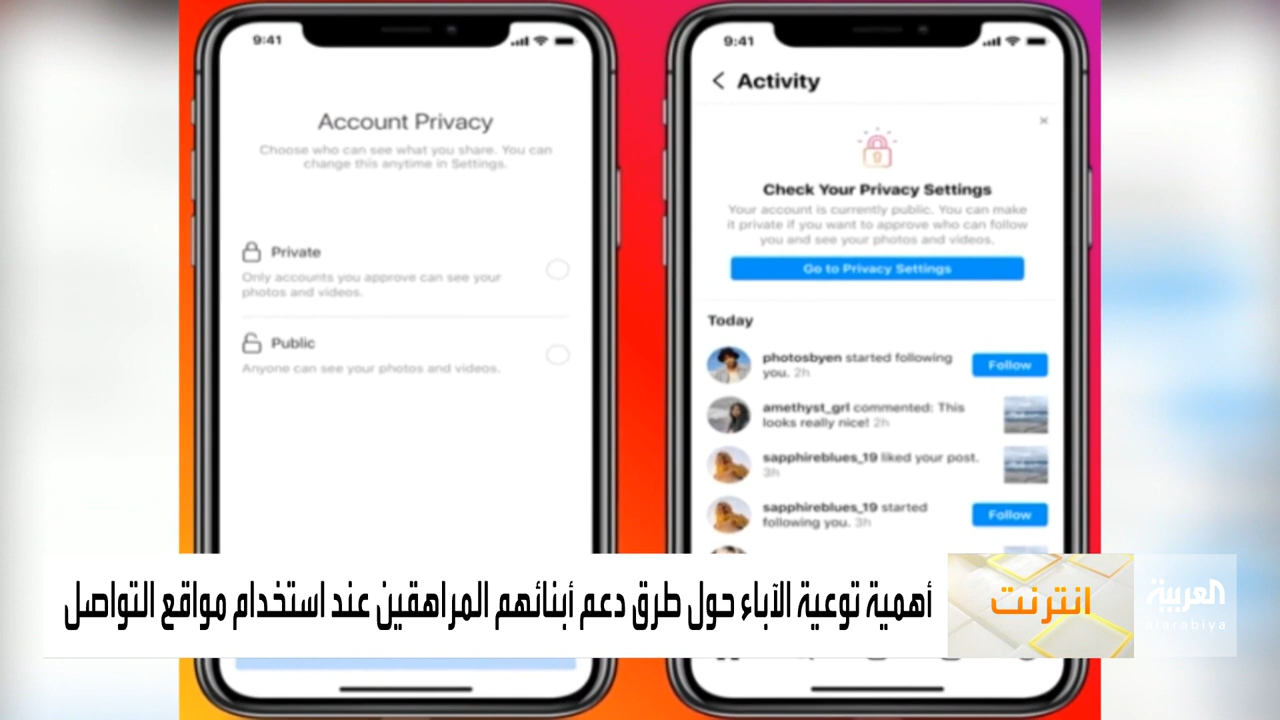 9:41
Account Privacy
Choose who can see what you share. You can
change this anytime in Settings.
Private
Only accounts you approve can see your
photos and videos.
Public
Anyone can see your photos and videos.
9:41
Activity
Check Your Privacy Settings
Your account is currently public. You can make
it private if you want to approve who can follow
you and see your photos and videos.
Go to Privacy Settings
Today
photosbyen started following
you. 2h
Follow
amethyst_grl commented: This
looks really nice! 2h
sapphireblues_19 liked your post.
3h
sapphireblues_19 started
following you. 3h
Follow
أهمية توعية الآباء حول طرق دعم أبنائهم المراهقين عند استخدام مواقع التواصل
انترنت
العربية
alarabiya